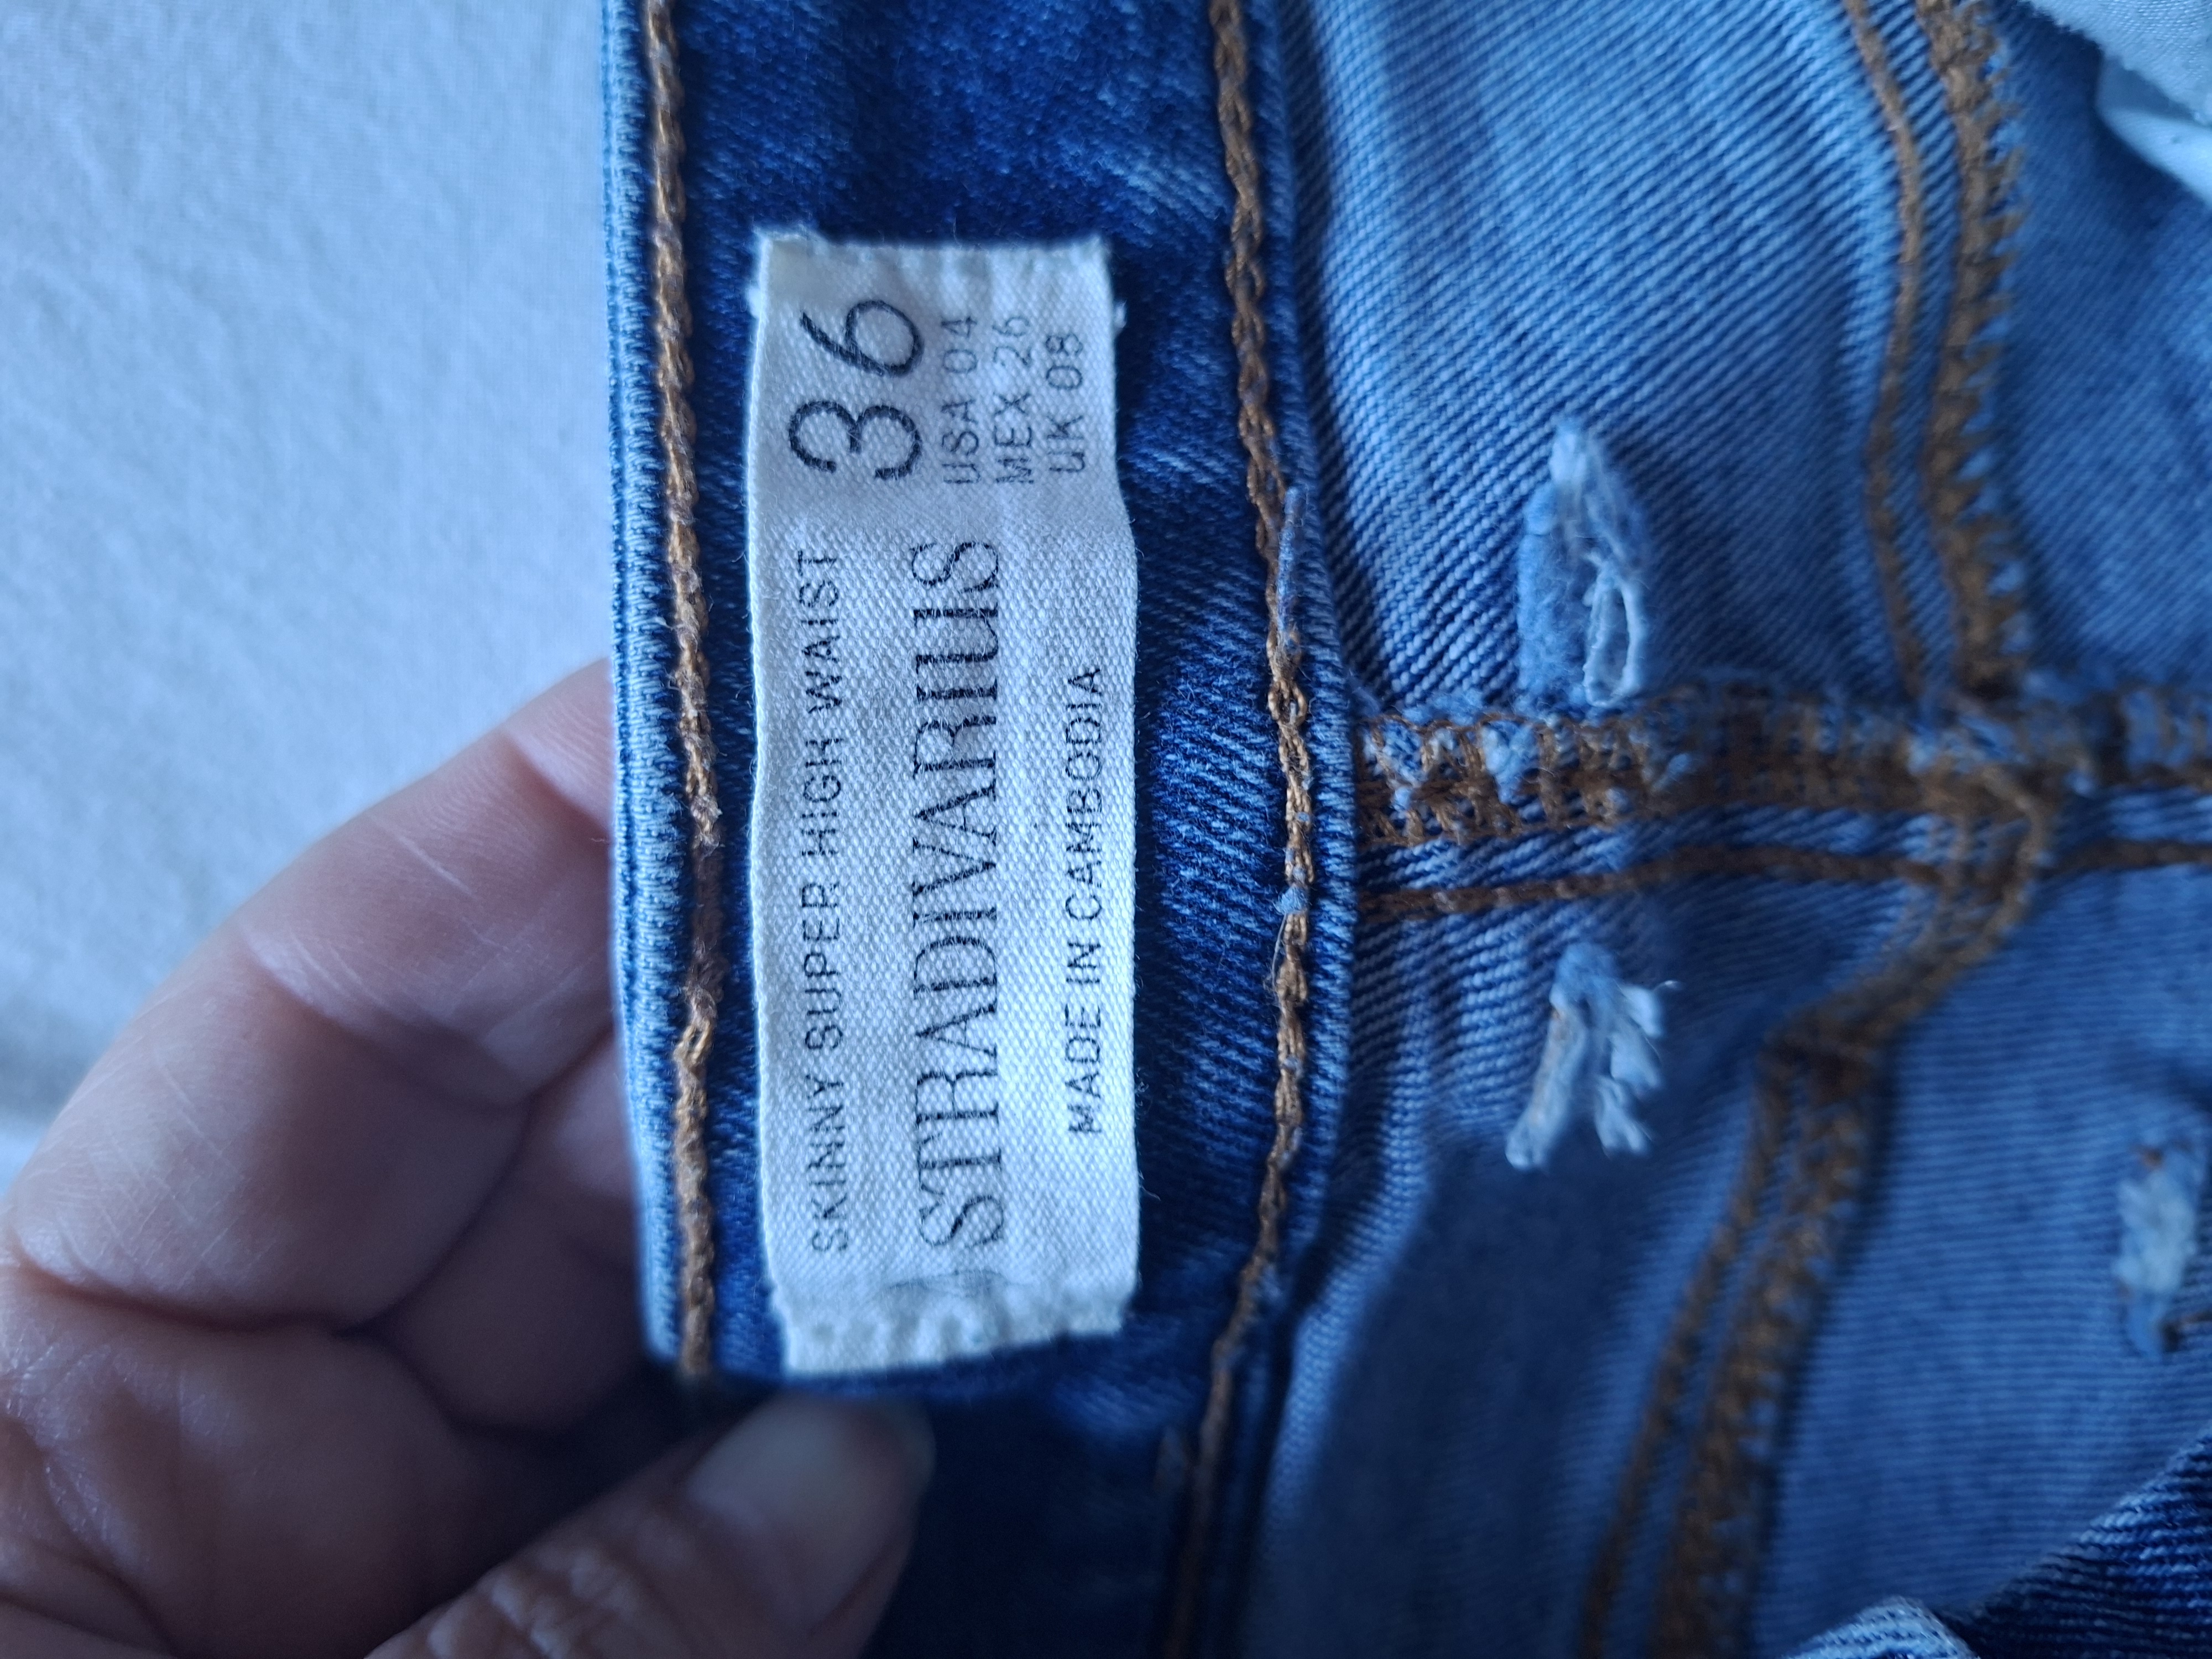 SKINNY SUPER HIGH WAIST
STRADIVARIUS
MADE IN CAMBODIA
36
USA 04
MEX 26
UK 08